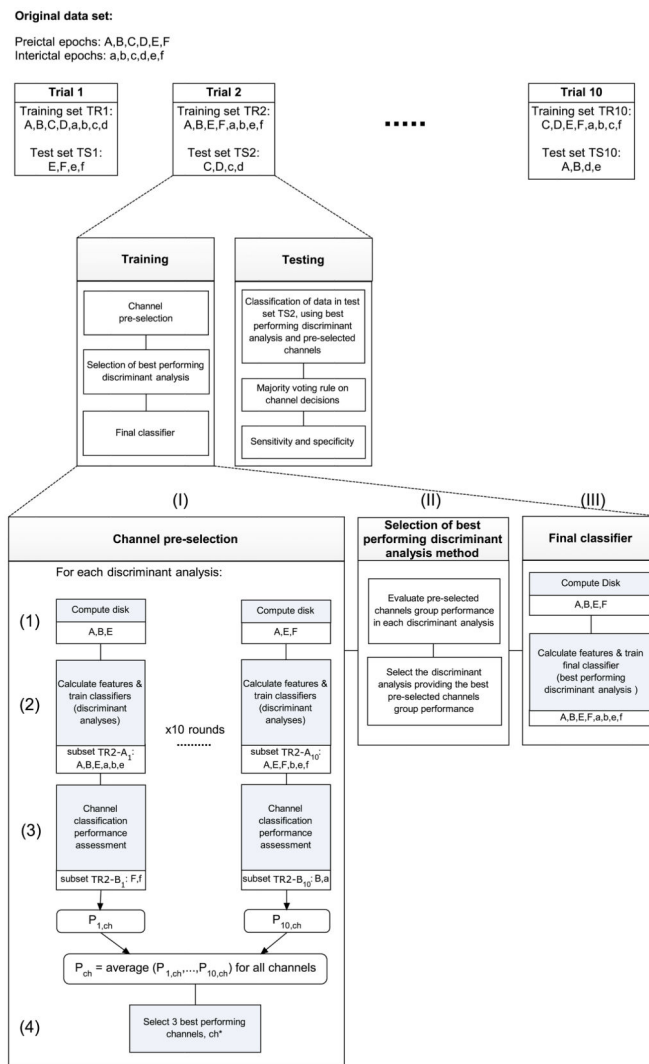 Original data set:
Preictal epochs: A,B,C,D,E,F
Interictal epochs: a,b,c,d,e,f
Trial 1
Training set TR1:
A,B,C,D,a,b,c,d
Test set TS1:
E,F,e,f
Trial 2
Training set TR2:
A,B,E,F,a,b,e,f
Test set TS2:
C,D,c,d
.....
Trial 10
Training set TR10:
C,D,E,F,a,b,c,f
Test set TS10:
A,B,d,e
Training
Channel
pre-selection
Selection of best performing
discriminant analysis
Final classifier
Testing
Classification of data in test
set TS2, using best
performing discriminant
analysis and pre-selected
channels
Majority voting rule on
channel decisions
Sensitivity and specificity
(I)
Channel pre-selection
For each discriminant analysis:
(1)
Compute disk
A,B,E
Compute disk
A,E,F
(2)
Calculate features &
train classifiers
(discriminant
analyses)
subset TR2-A1:
A,B,E,a,b,e
x10 rounds
..........
Calculate features &
train classifiers
(discriminant
analyses)
subset TR2-A10:
A,E,F,b,e,f
(3)
Channel
classification
performance
assessment
subset TR2-B1: F,f
Channel
classification
performance
assessment
subset TR2-B10: B,a
P1,ch
P10,ch
Pch = average (P1,ch,...,P10,ch) for all channels
(4)
Select 3 best performing
channels, ch*
(II)
Selection of best
performing discriminant
analysis method
Evaluate pre-selected
channels group performance
in each discriminant analysis
Select the discriminant
analysis providing the best
pre-selected channels
group performance
(III)
Final classifier
Compute Disk
A,B,E,F
Calculate features & train
final classifier
(best performing
discriminant analysis )
A,B,E,F,a,b,e,f